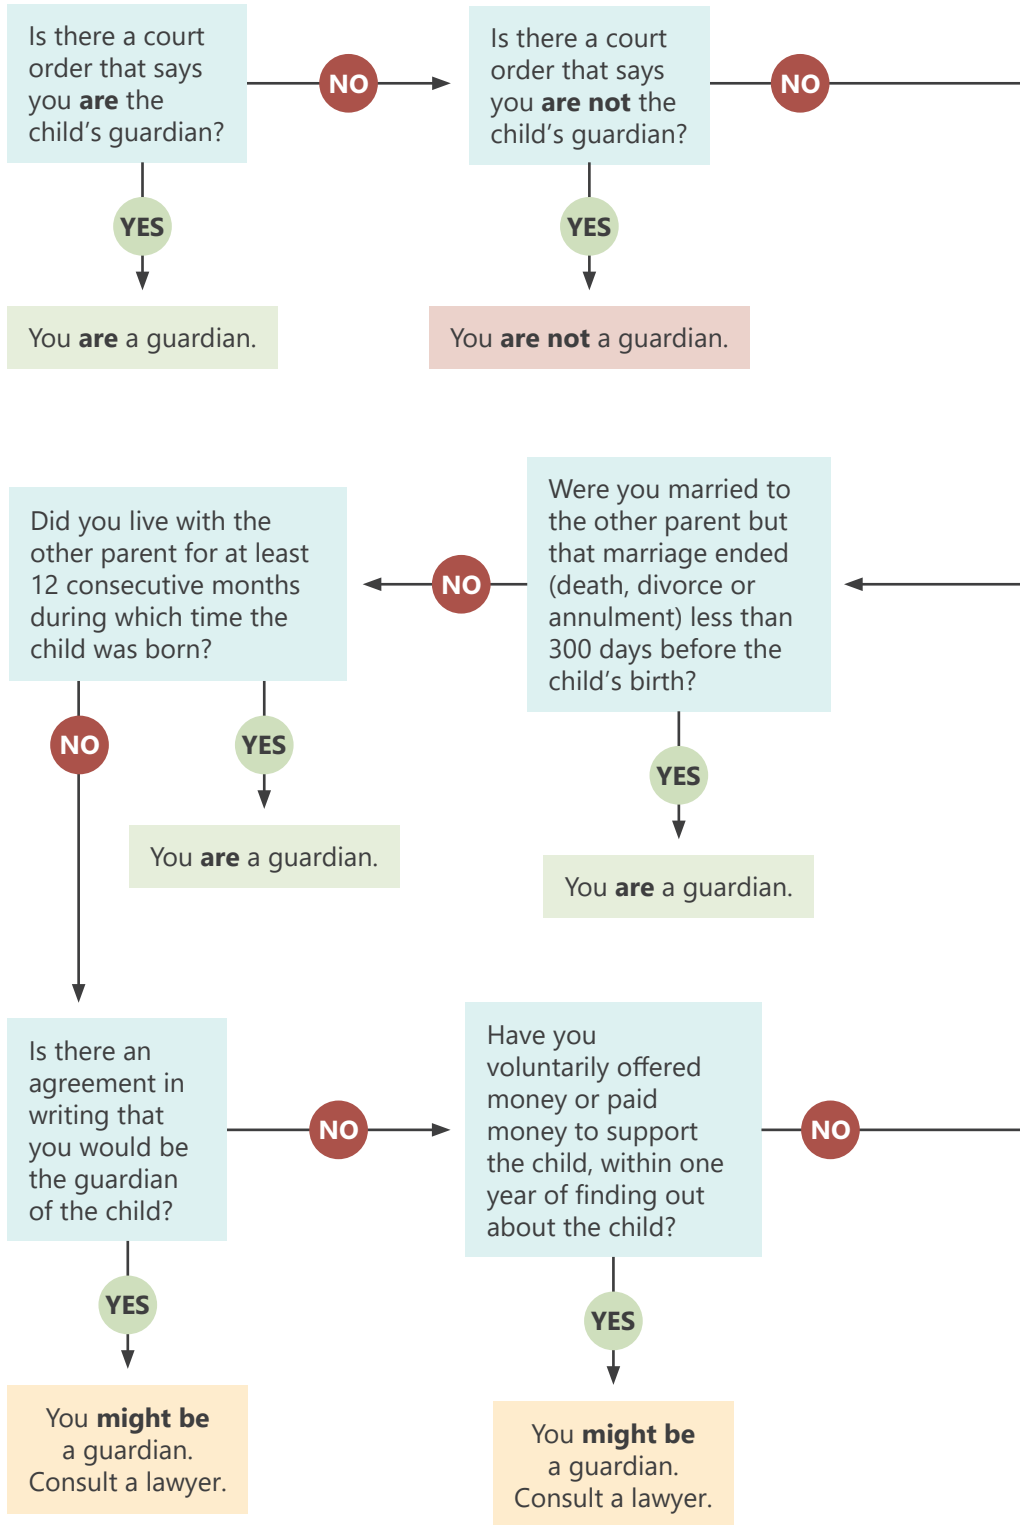 Is there a court
order that says
you are the
child’s guardian?
NO
Is there a court
order that says
you are not the
child’s guardian?
NO
YES
YES
You are a guardian.
You are not a guardian.
Were you married to
the other parent but
that marriage ended
(death, divorce or
annulment) less than
300 days before the
child’s birth?
NO
Did you live with the
other parent for at least
12 consecutive months
during which time the
child was born?
NO
YES
YES
You are a guardian.
You are a guardian.
Is there an
agreement in
writing that
you would be
the guardian
of the child?
NO
Have you
voluntarily offered
money or paid
money to support
the child, within one
year of finding out
about the child?
NO
YES
YES
You might be
a guardian.
Consult a lawyer.
You might be
a guardian.
Consult a lawyer.